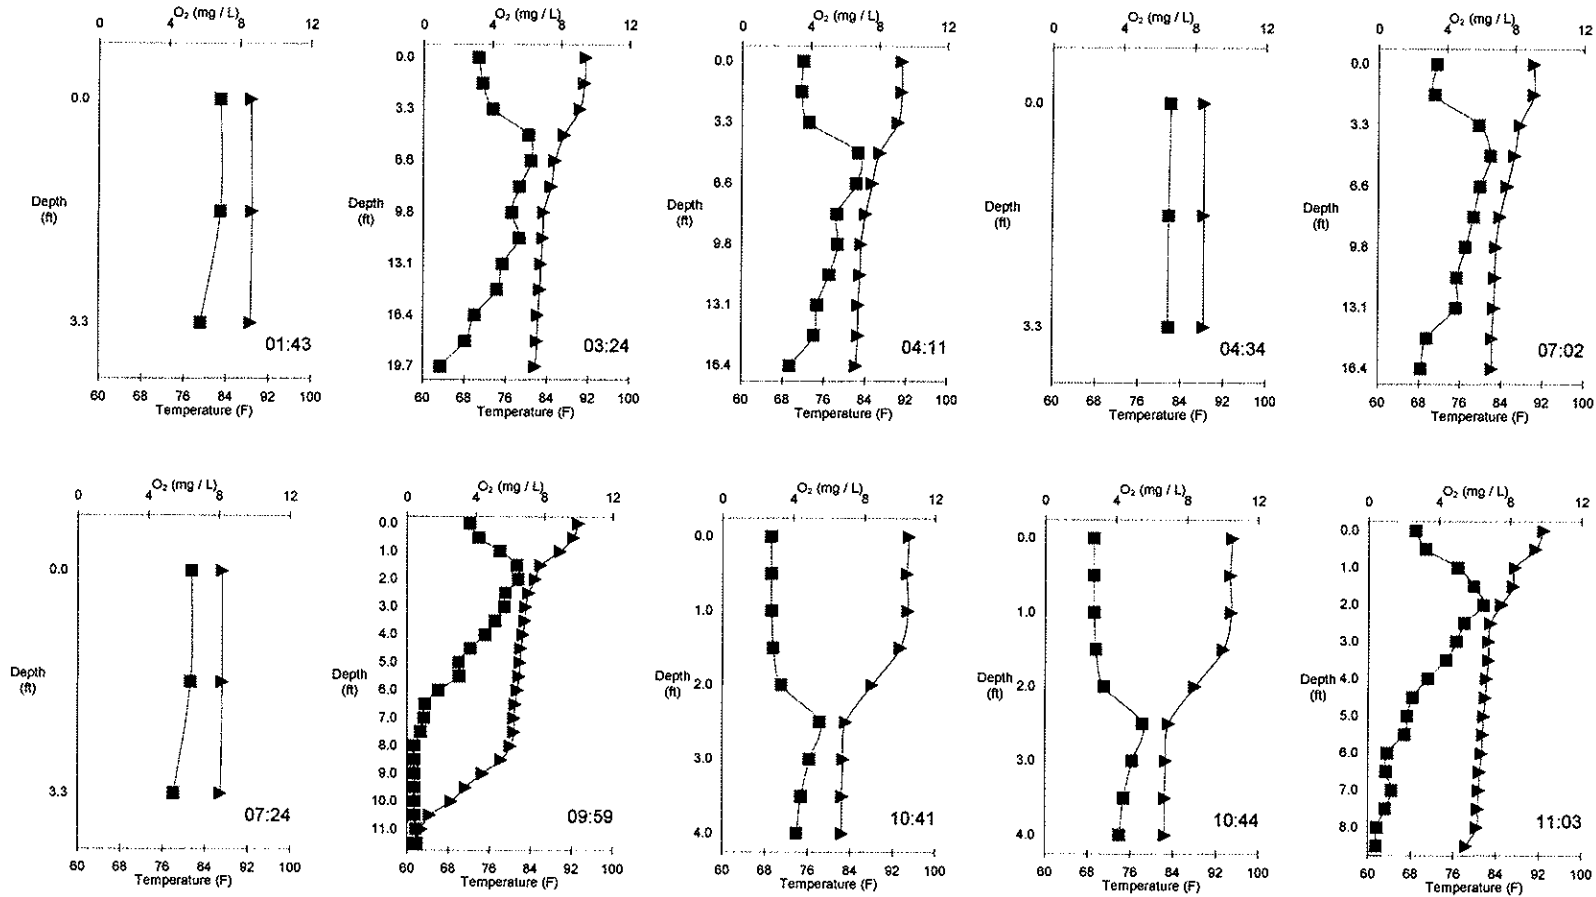 O₂ (mg / L)
0 4 8 12
0.0
3.3
Depth
(ft)
01:43
60 68 76 84 92 100
Temperature (F)
O₂ (mg / L)
0 4 8 12
0.0
3.3
6.6
Depth
(ft)
9.8
13.1
16.4
19.7
03:24
60 68 76 84 92 100
Temperature (F)
O₂ (mg / L)
0 4 8 12
0.0
3.3
6.6
Depth
(ft)
9.8
13.1
16.4
04:11
60 68 76 84 92 100
Temperature (F)
O₂ (mg / L)
0 4 8 12
0.0
Depth
(ft)
3.3
04:34
60 68 76 84 92 100
Temperature (F)
O₂ (mg / L)
0 4 8 12
0.0
3.3
6.6
Depth
(ft)
9.8
13.1
16.4
07:02
60 68 76 84 92 100
Temperature (F)
O₂ (mg / L)
0 4 8 12
0.0
Depth
(ft)
3.3
07:24
60 68 76 84 92 100
Temperature (F)
O₂ (mg / L)
0 4 8 12
0.0
1.0
2.0
3.0
4.0
Depth
(ft)
5.0
6.0
7.0
8.0
9.0
10.0
11.0
09:59
60 68 76 84 92 100
Temperature (F)
O₂ (mg / L)
0 4 8 12
0.0
1.0
Depth
(ft)
2.0
3.0
4.0
10:41
60 68 76 84 92 100
Temperature (F)
O₂ (mg / L)
0 4 8 12
0.0
1.0
Depth
(ft)
2.0
3.0
4.0
10:44
60 68 76 84 92 100
Temperature (F)
O₂ (mg / L)
0 4 8 12
0.0
1.0
2.0
3.0
Depth
(ft)
4.0
5.0
6.0
7.0
8.0
11:03
60 68 76 84 92 100
Temperature (F)